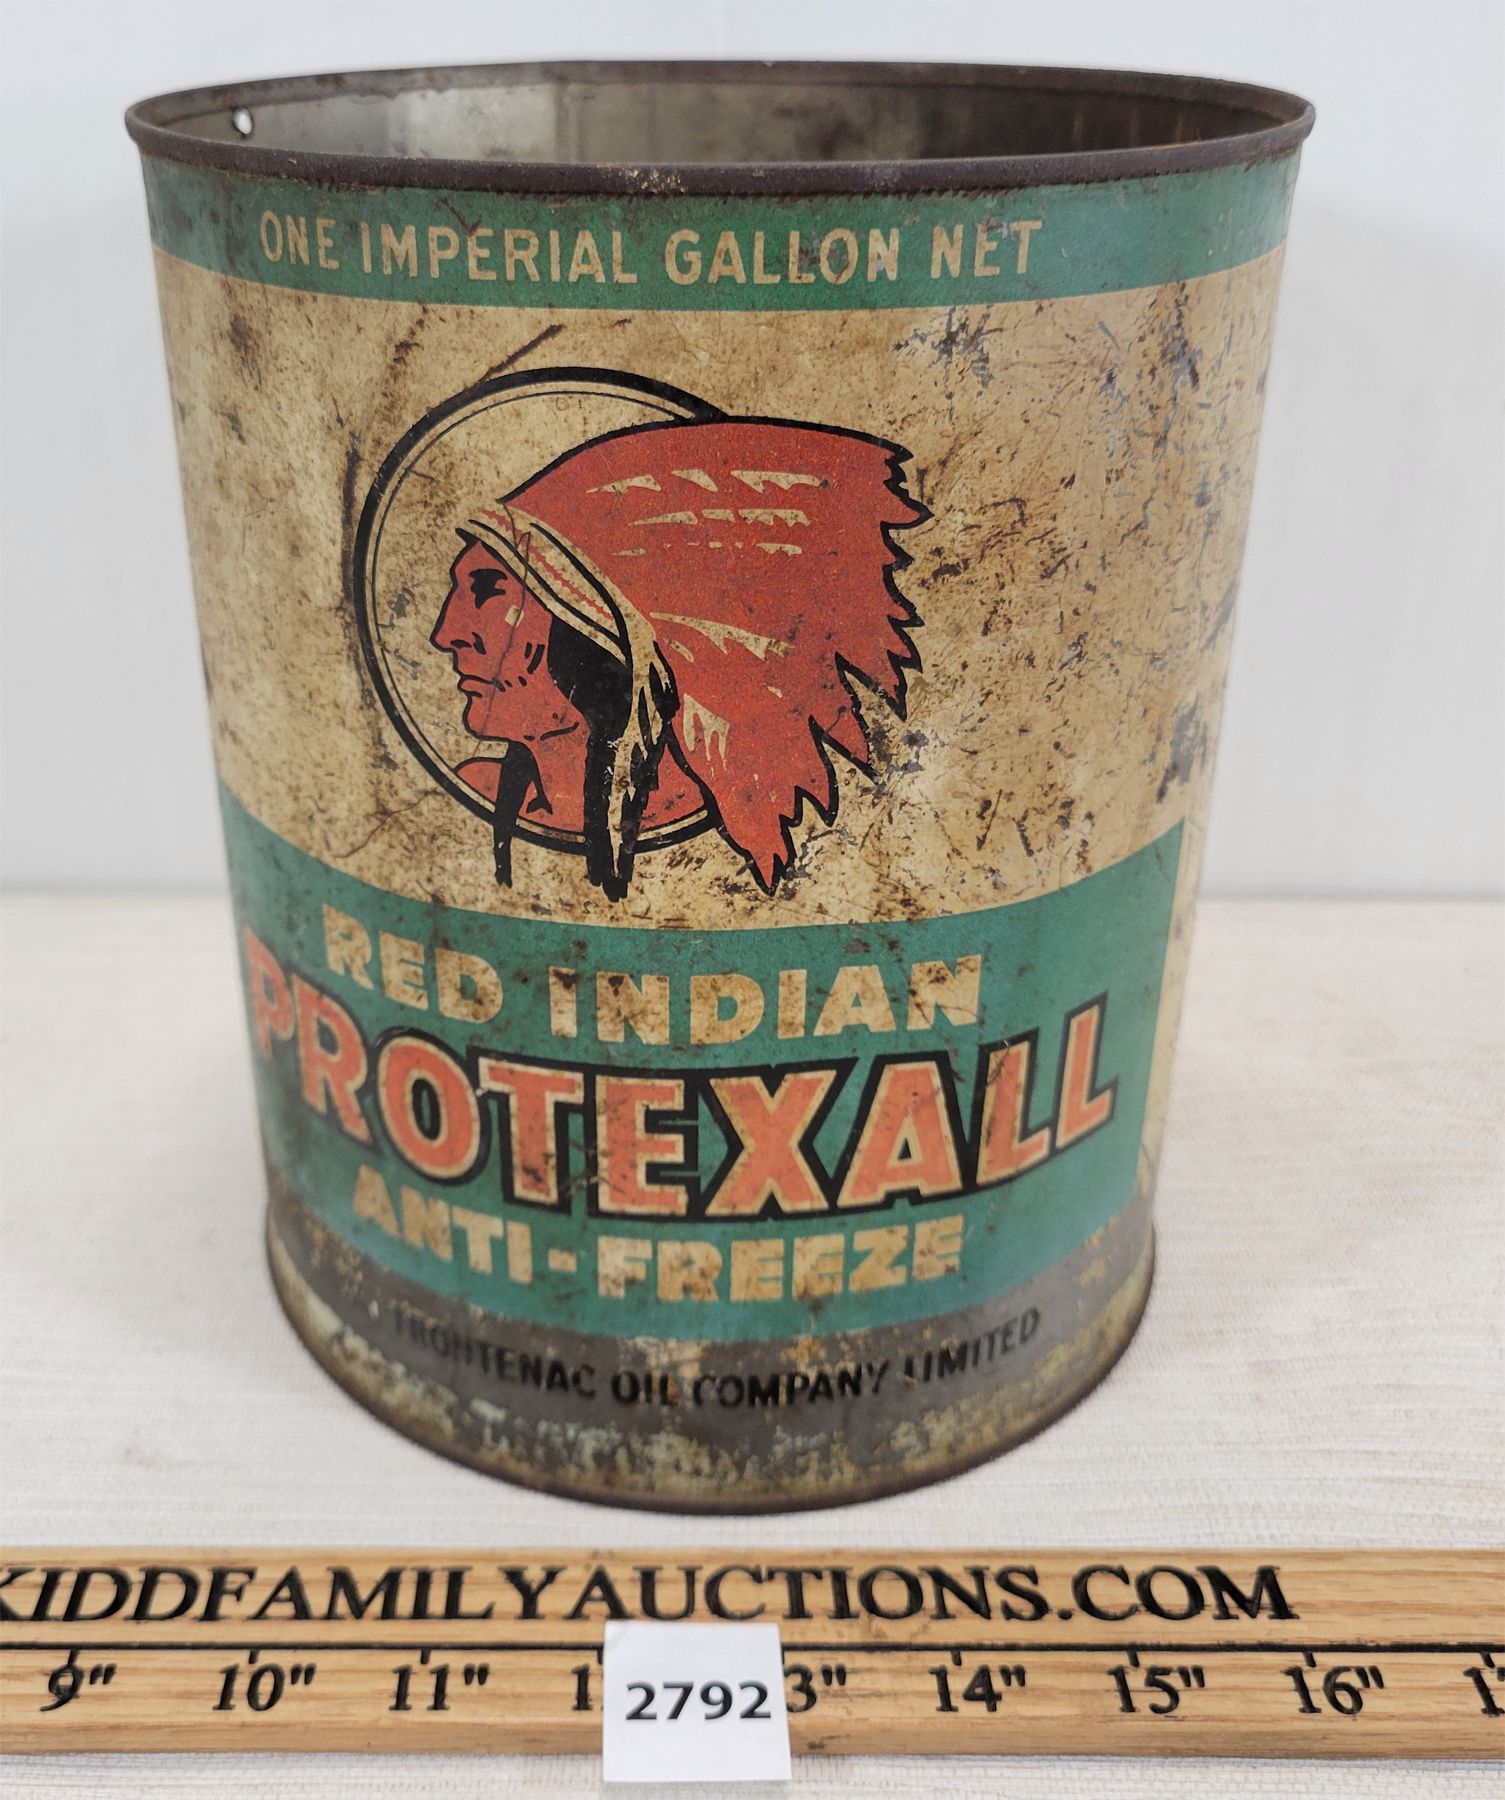 ONE IMPERIAL GALLON NET
RED INDIAN
PROTEXALL
ANTI-FREEZE
FRONTENAC OIL COMPANY LIMITED
KIDDFAMILYAUCTIONS.COM
9" 10" 11" 14" 15" 16"
2792